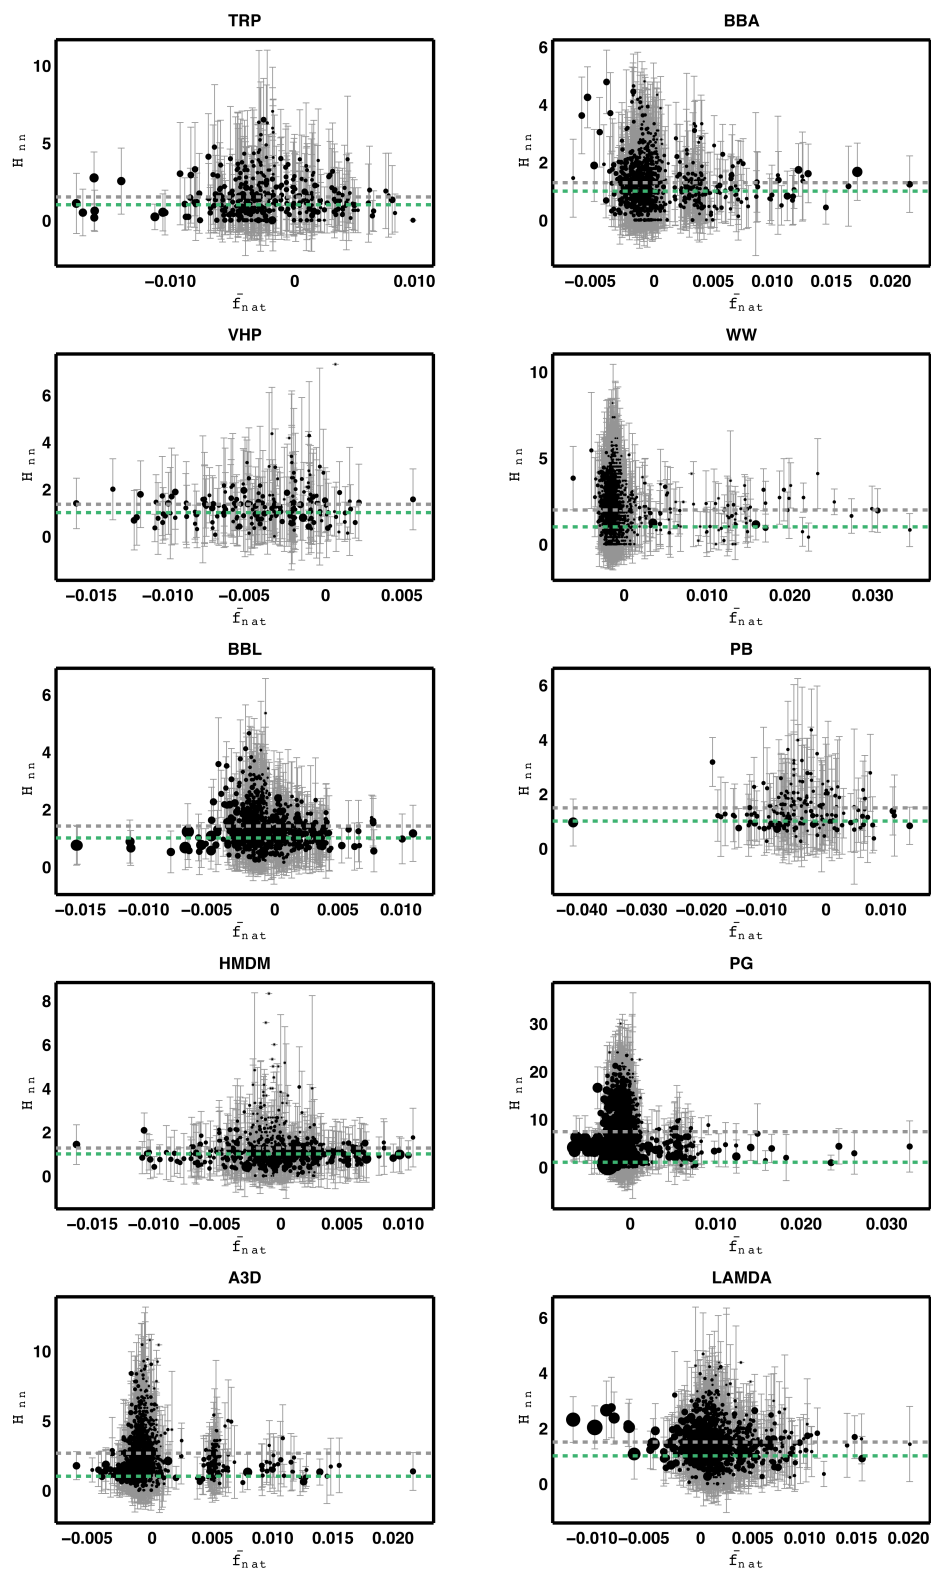 TRP
10
5
0
H nn
−0.010 0 0.010
f̄nat
BBA
6
4
2
0
H nn
−0.005 0 0.005 0.010 0.015 0.020
f̄nat
VHP
6
4
2
0
H nn
−0.015 −0.010 −0.005 0 0.005
f̄nat
WW
10
5
0
H nn
0 0.010 0.020 0.030
f̄nat
BBL
6
4
2
0
H nn
−0.015 −0.010 −0.005 0 0.005 0.010
f̄nat
PB
6
4
2
0
H nn
−0.040 −0.030 −0.020 −0.010 0 0.010
f̄nat
HMDM
8
6
4
2
0
H nn
−0.015 −0.010 −0.005 0 0.005 0.010
f̄nat
PG
30
20
10
0
H nn
0 0.010 0.020 0.030
f̄nat
A3D
10
5
0
H nn
−0.005 0 0.005 0.010 0.015 0.020
f̄nat
LAMDA
6
4
2
0
H nn
−0.010 −0.005 0 0.005 0.010 0.015 0.020
f̄nat